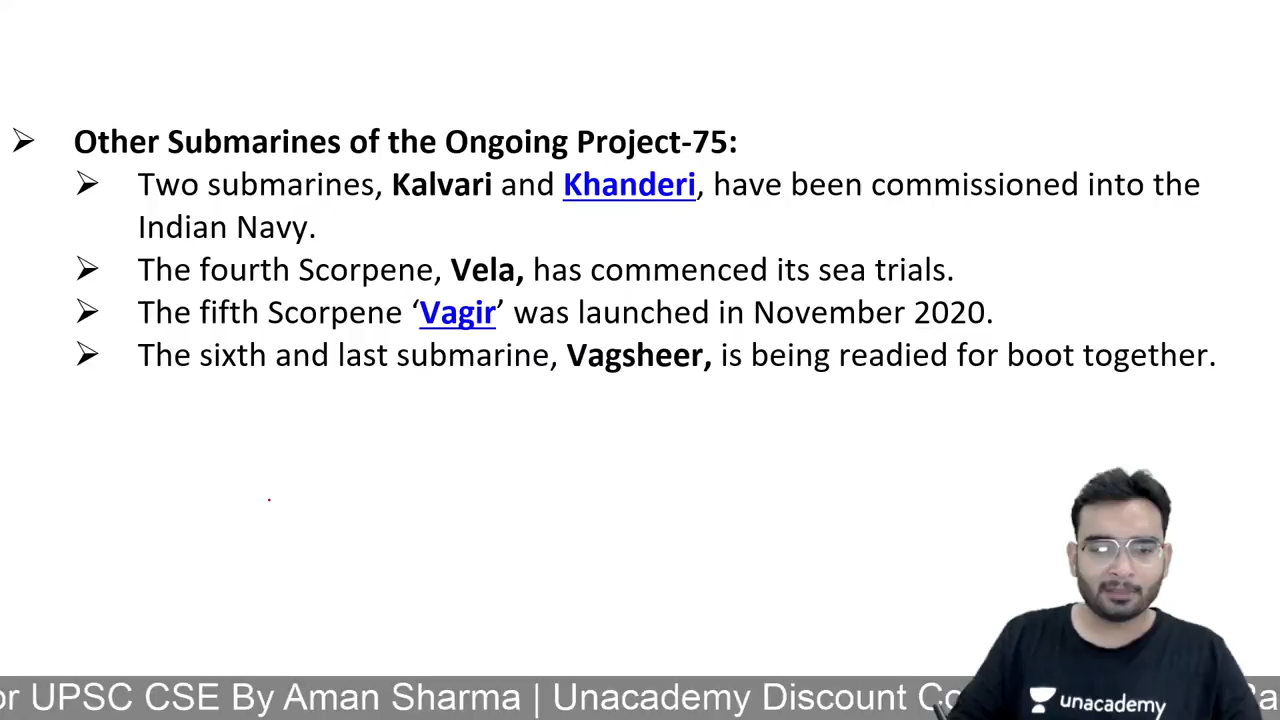 Other Submarines of the Ongoing Project-75:
Two submarines, Kalvari and Khanderi, have been commissioned into the
Indian Navy.
The fourth Scorpene, Vela, has commenced its sea trials.
The fifth Scorpene ‘Vagir’ was launched in November 2020.
The sixth and last submarine, Vagsheer, is being readied for boot together.
unacademy
UPSC CSE By Aman Sharma | Unacademy Discount